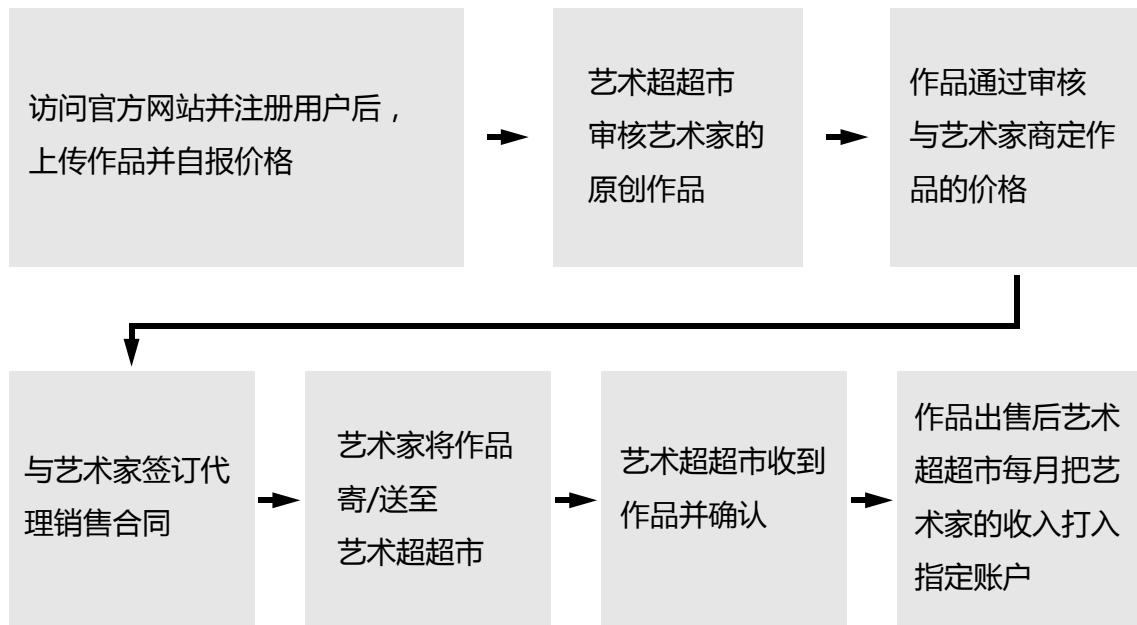 访问官方网站并注册用户后，
上传作品并自报价格
艺术超超市
审核艺术家的
原创作品
作品通过审核
与艺术家商定作
品的价格
与艺术家签订代
理销售合同
艺术家将作品
寄/送至
艺术超超市
艺术超超市收到
作品并确认
作品出售后艺术
超超市每月把艺
术家的收入打入
指定账户